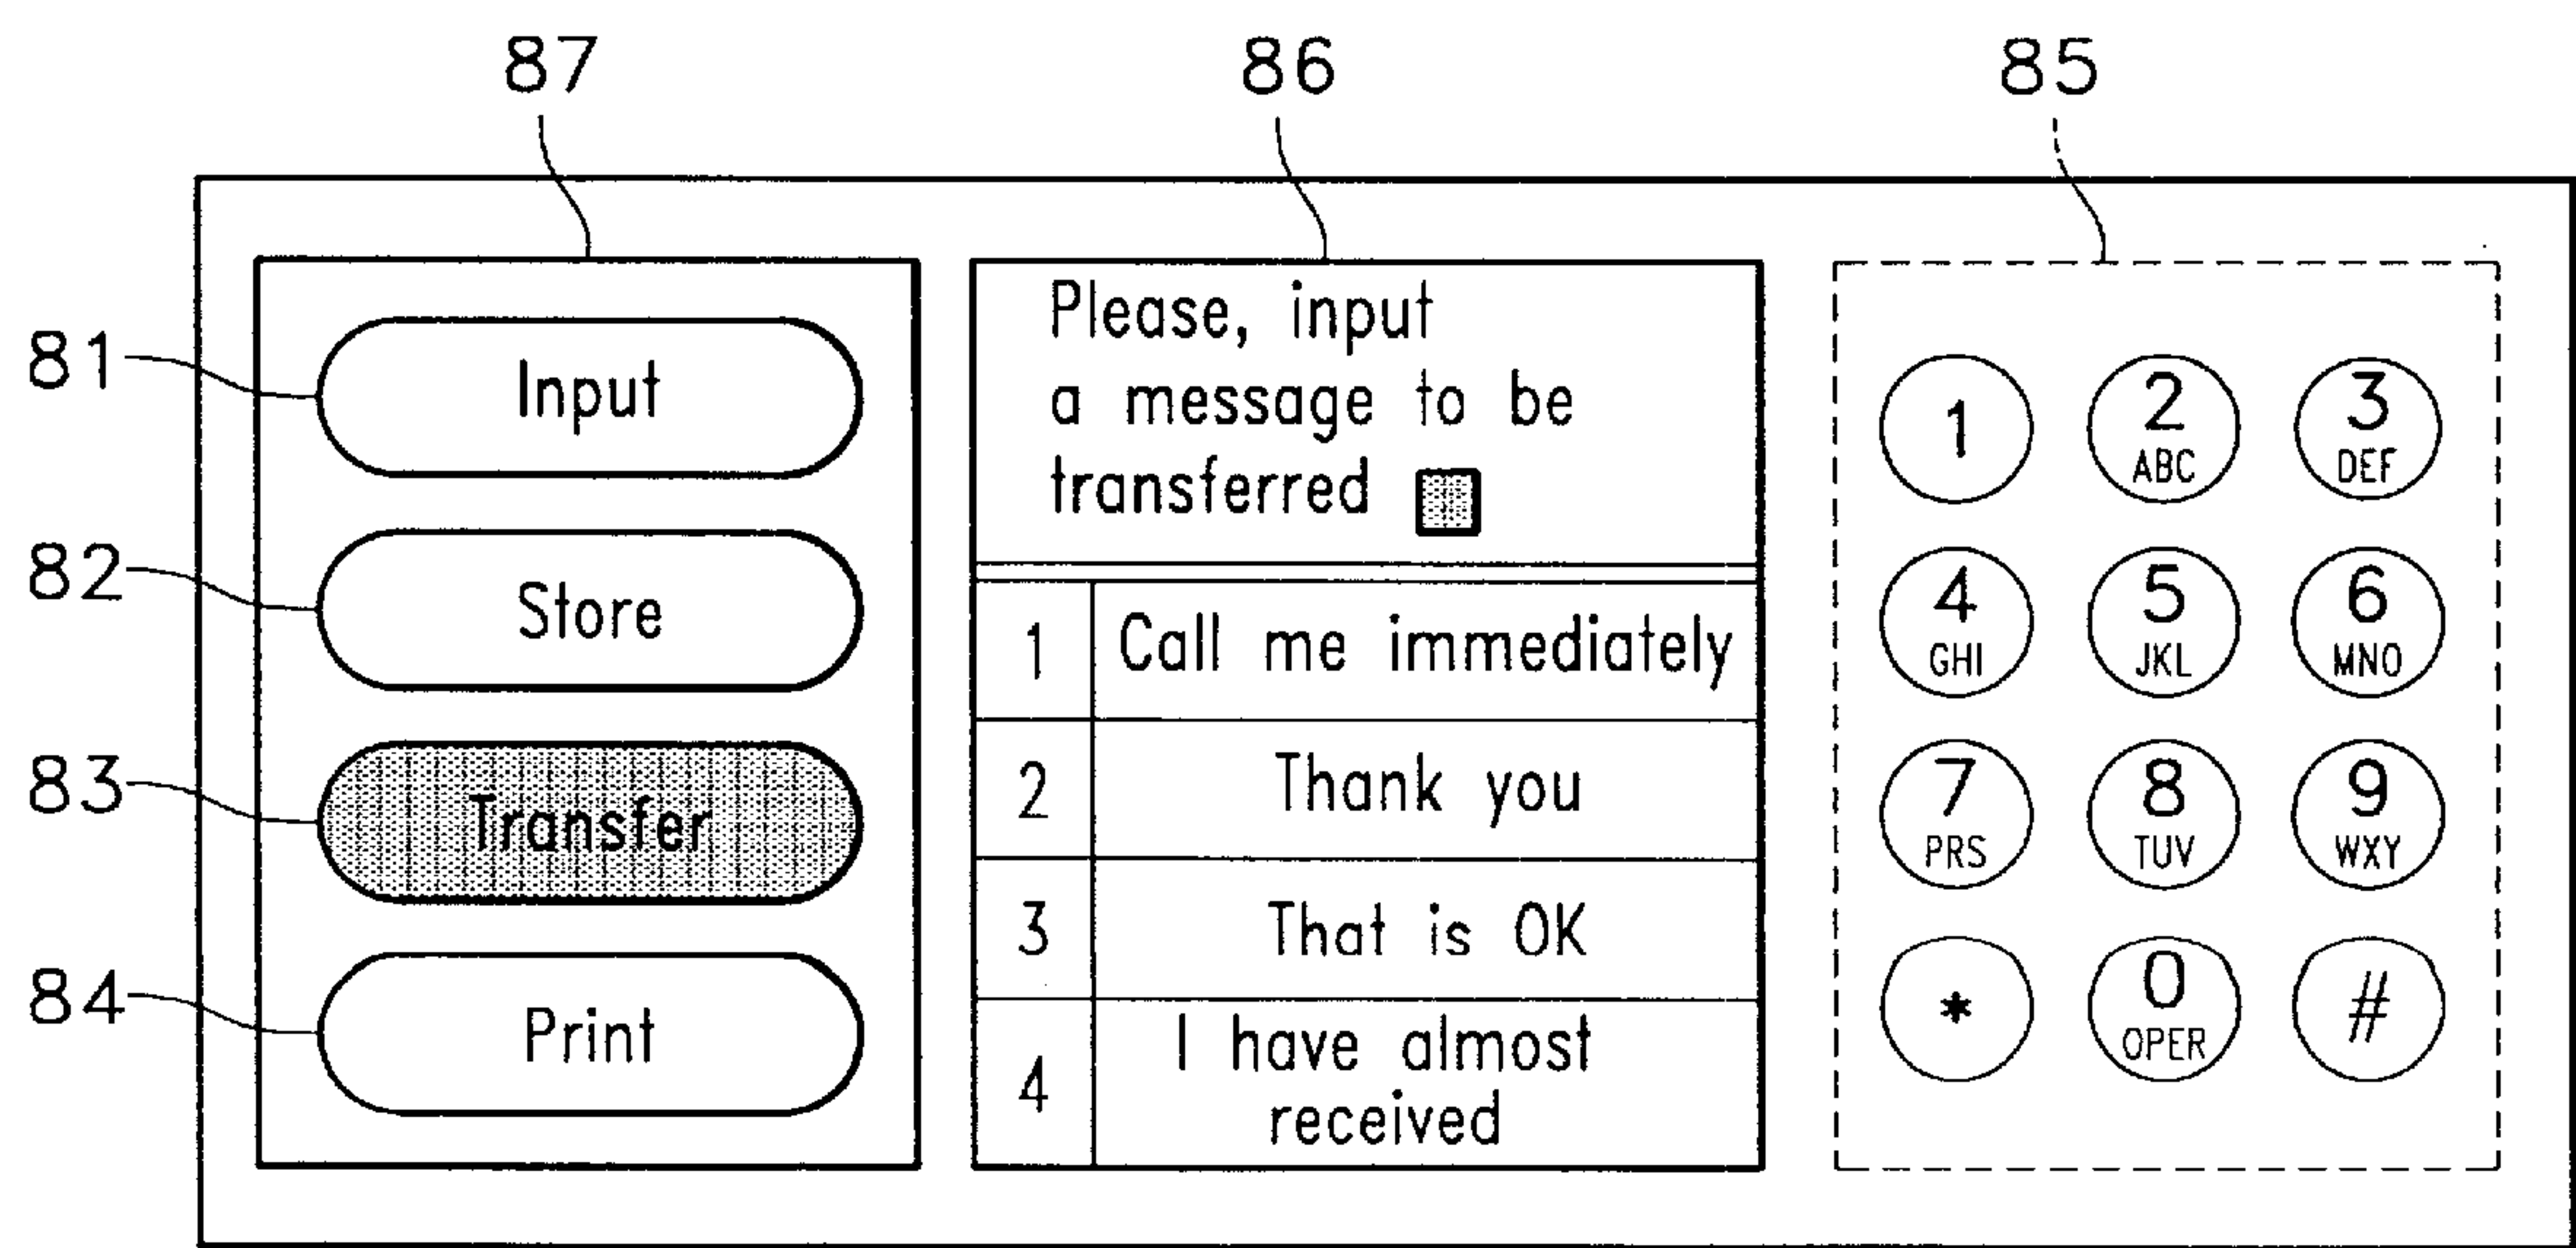 87 86 85
81 Input
82 Store
83 Transfer
84 Print
Please, input
a message to be
transferred
1 Call me immediately
2 Thank you
3 That is OK
4 I have almost
received
1 2 3
ABC DEF
4 5 6
GHI JKL MNO
7 8 9
PRS TUV WXY
* 0 #
OPER